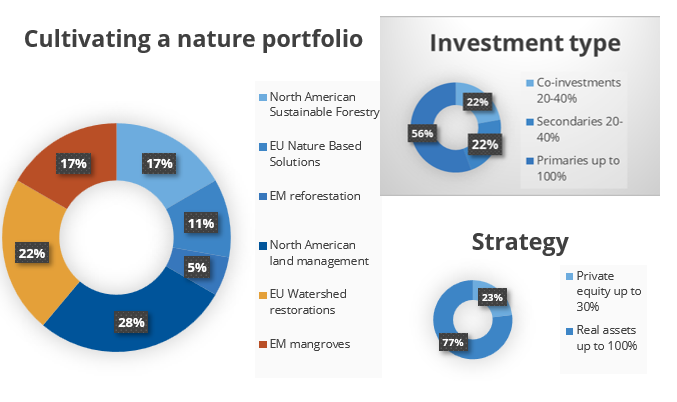 Cultivating a nature portfolio
17%
17%
11%
22%
5%
28%
North American
Sustainable Forestry
EU Nature Based
Solutions
EM reforestation
North American
land management
EU Watershed
restorations
EM mangroves
Investment type
22%
56%
22%
Co-investments
20-40%
Secondaries 20-
40%
Primaries up to
100%
Strategy
23%
77%
Private
equity up to
30%
Real assets
up to 100%